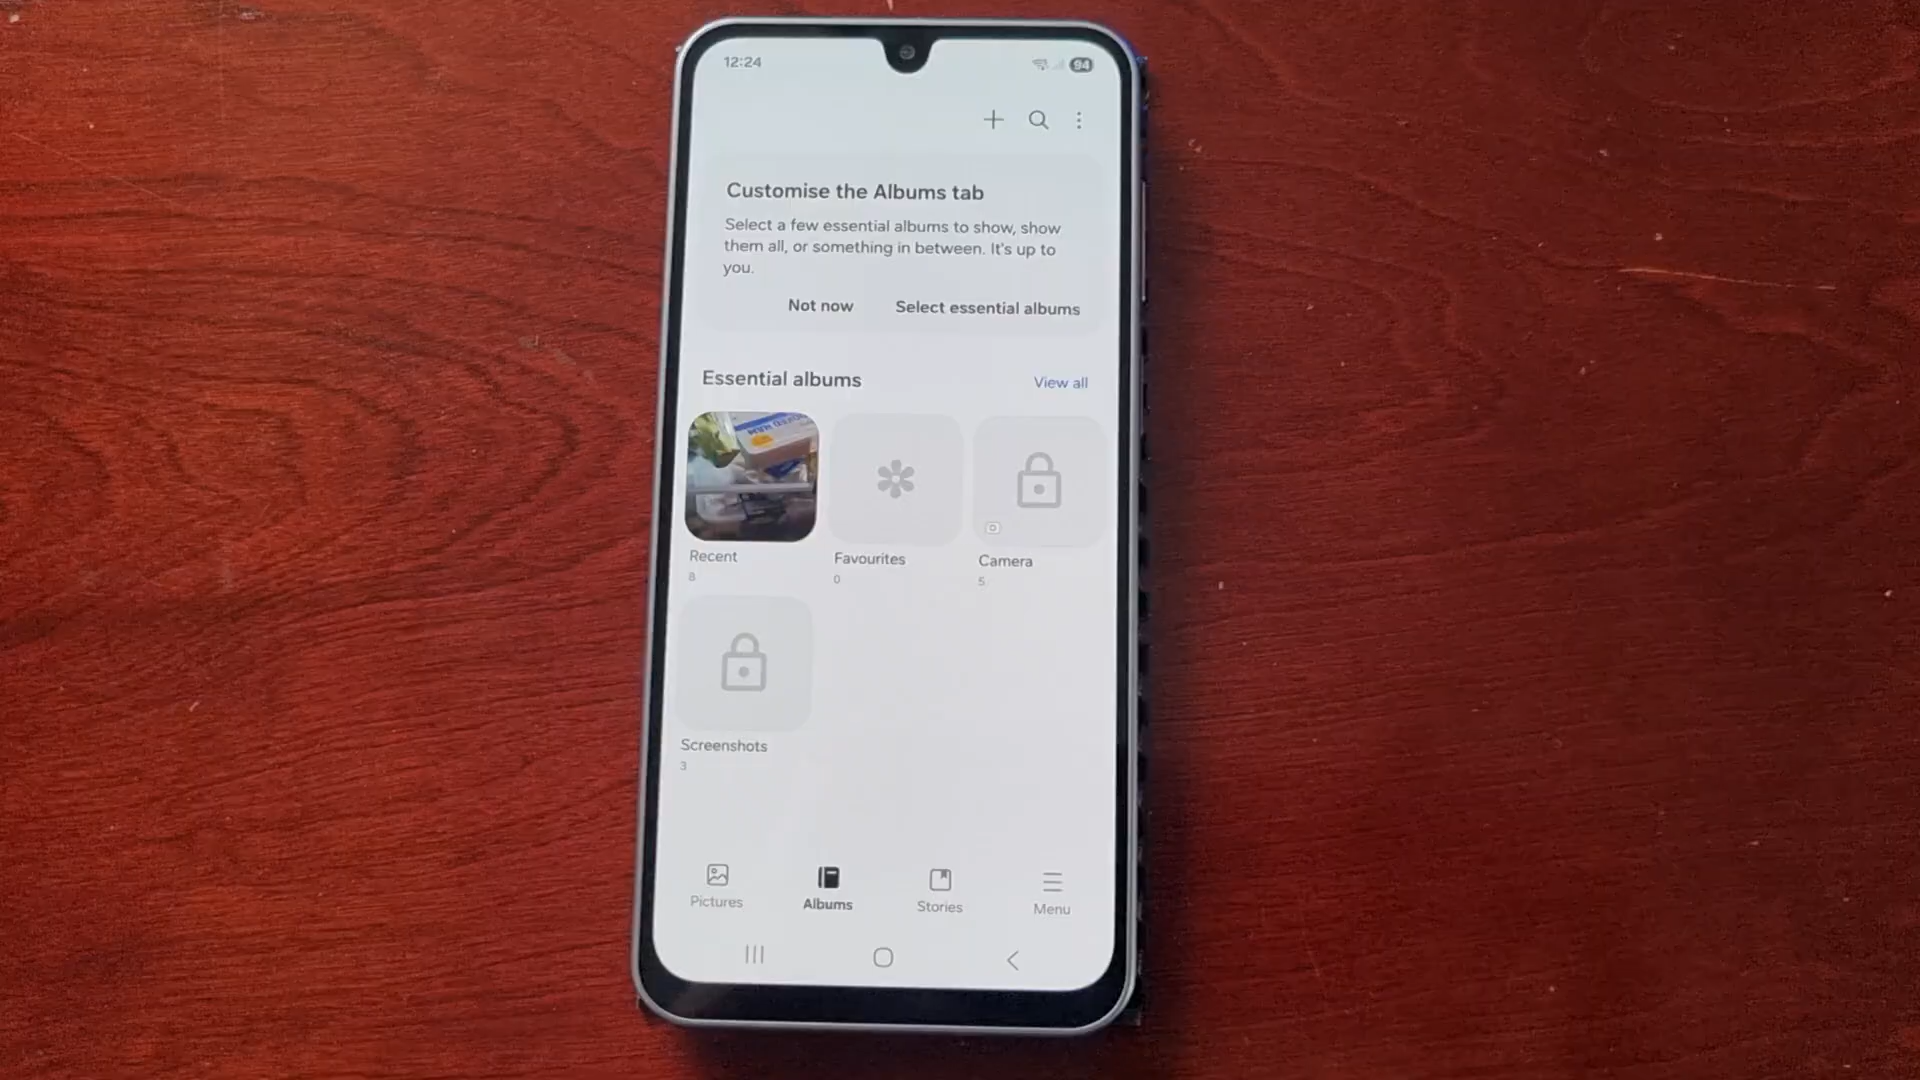 12:24
94
Customise the Albums tab
Select a few essential albums to show, show
them all, or something in between. It's up to
you.
Not now
Select essential albums
Essential albums
View all
Recent
8
Favourites
0
Camera
5
Screenshots
3
Pictures
Albums
Stories
Menu